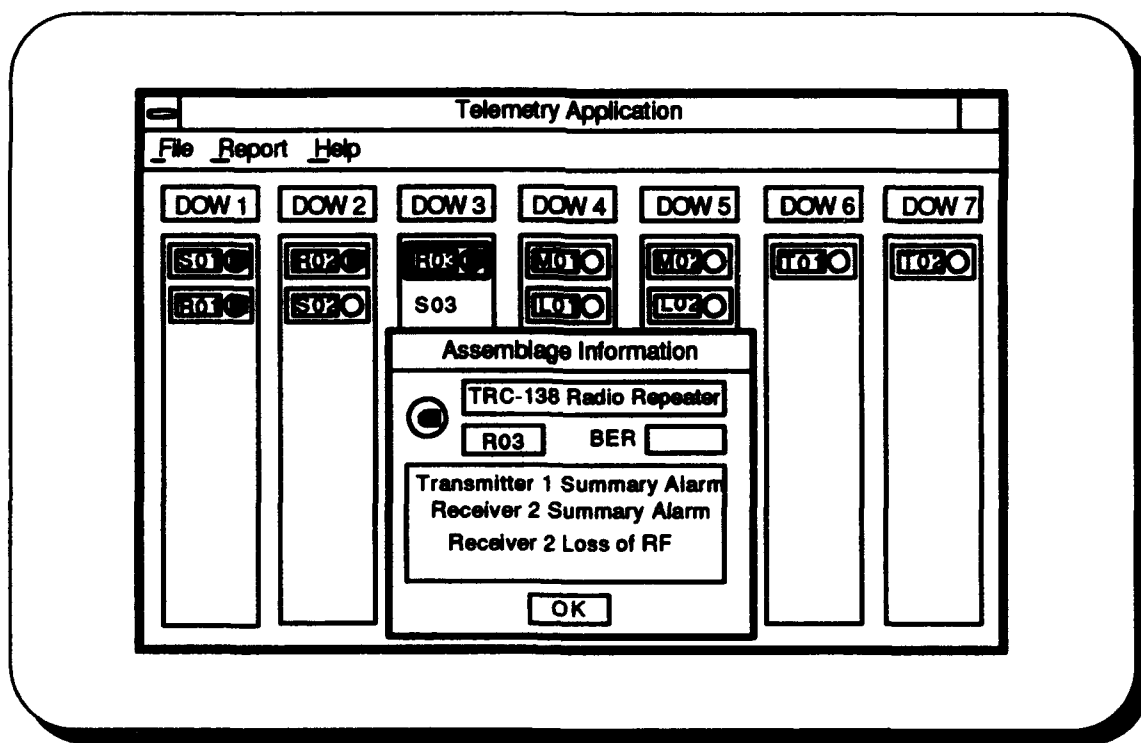 Telemetry Application
File Report Help
DOW 1 DOW 2 DOW 3 DOW 4 DOW 5 DOW 6 DOW 7
S01 R02 R03 M01 M02 T01 T02
R01 S02 S03 L01 L02
Assemblage Information
TRC-138 Radio Repeater
R03 BER
Transmitter 1 Summary Alarm
Receiver 2 Summary Alarm
Receiver 2 Loss of RF
OK